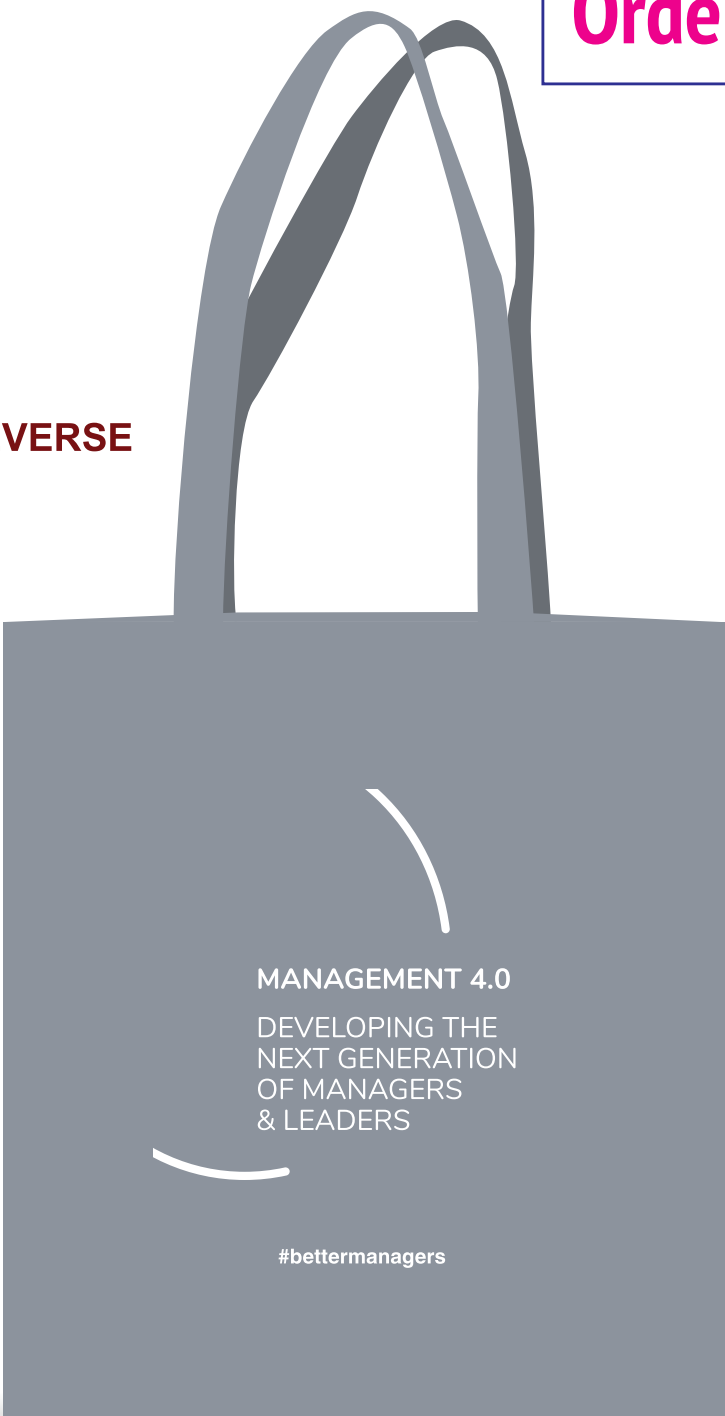 Orde
VERSE
MANAGEMENT 4.0
DEVELOPING THE
NEXT GENERATION
OF MANAGERS
& LEADERS
#bettermanagers